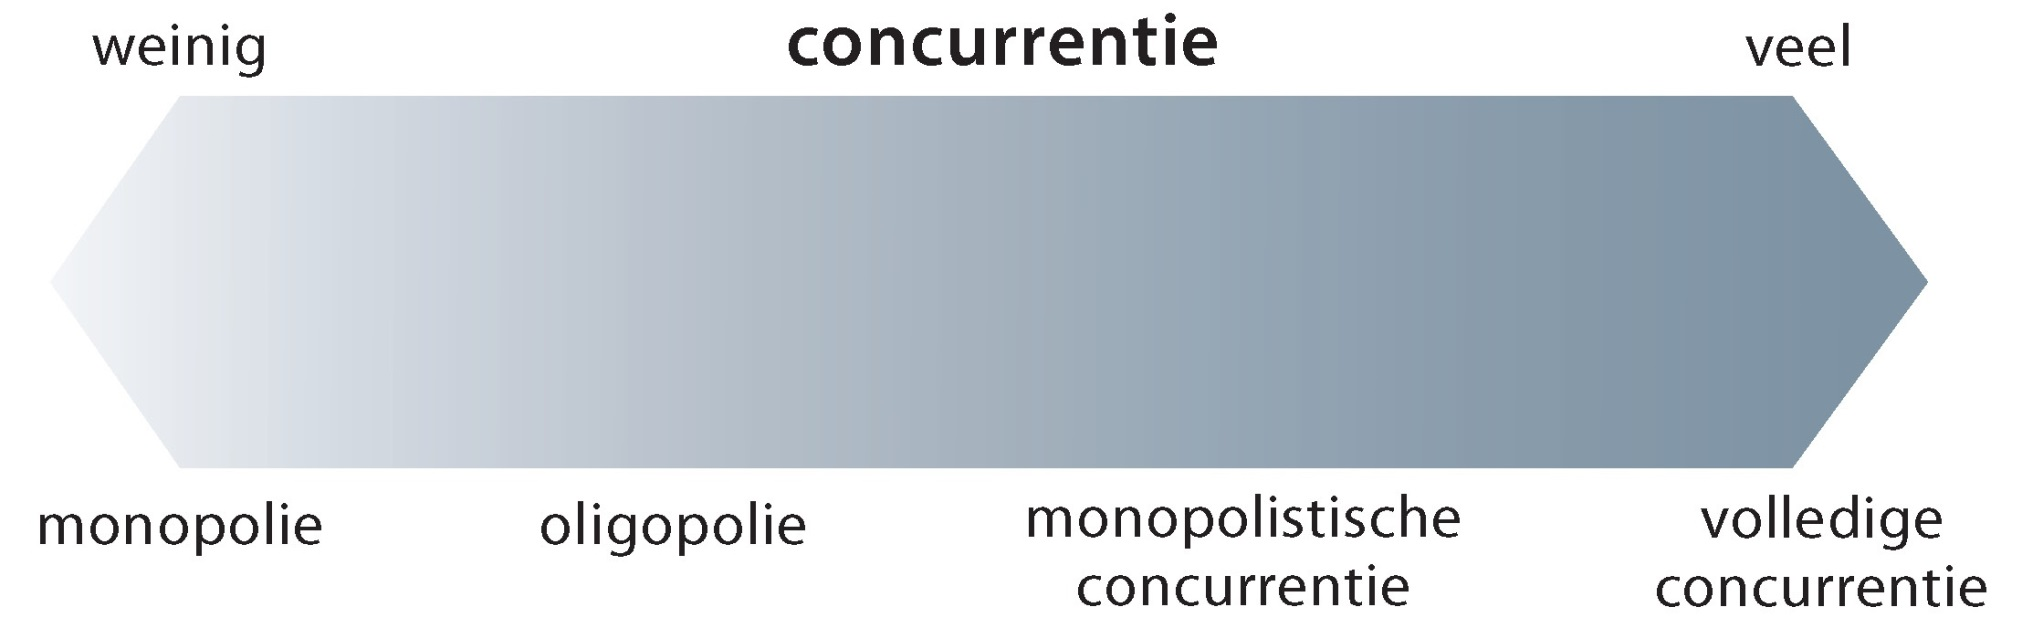 weinig
concurrentie
veel
monopolie
oligopolie
monopolistische
concurrentie
volledige
concurrentie